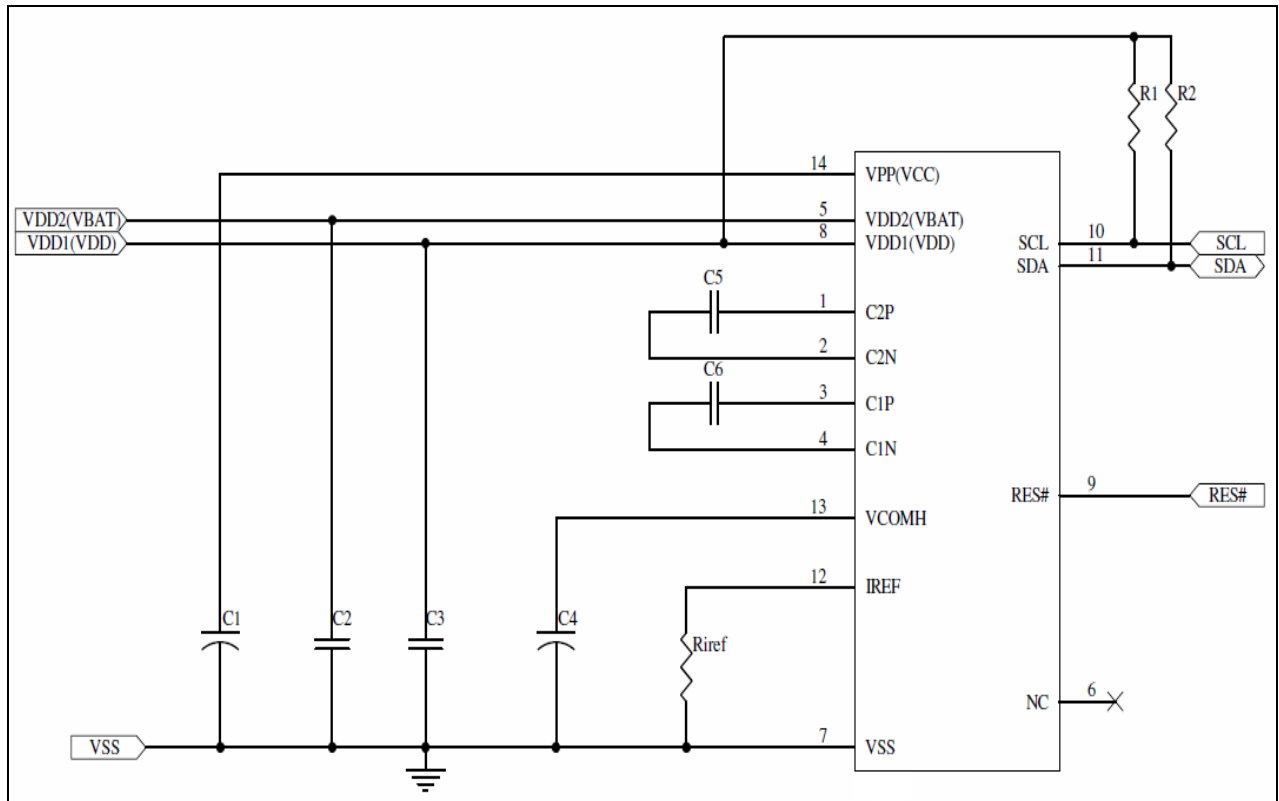 R1 R2
14 VPP(VCC)
VDD2(VBAT) 5 VDD2(VBAT)
VDD1(VDD) 8 VDD1(VDD)
SCL 10 SCL
SDA 11 SDA
C5
1 C2P
2 C2N
C6
3 C1P
4 C1N
RES# 9 RES#
13 VCOMH
12 IREF
C1 C2 C3 C4
Riref
NC 6
VSS 7 VSS